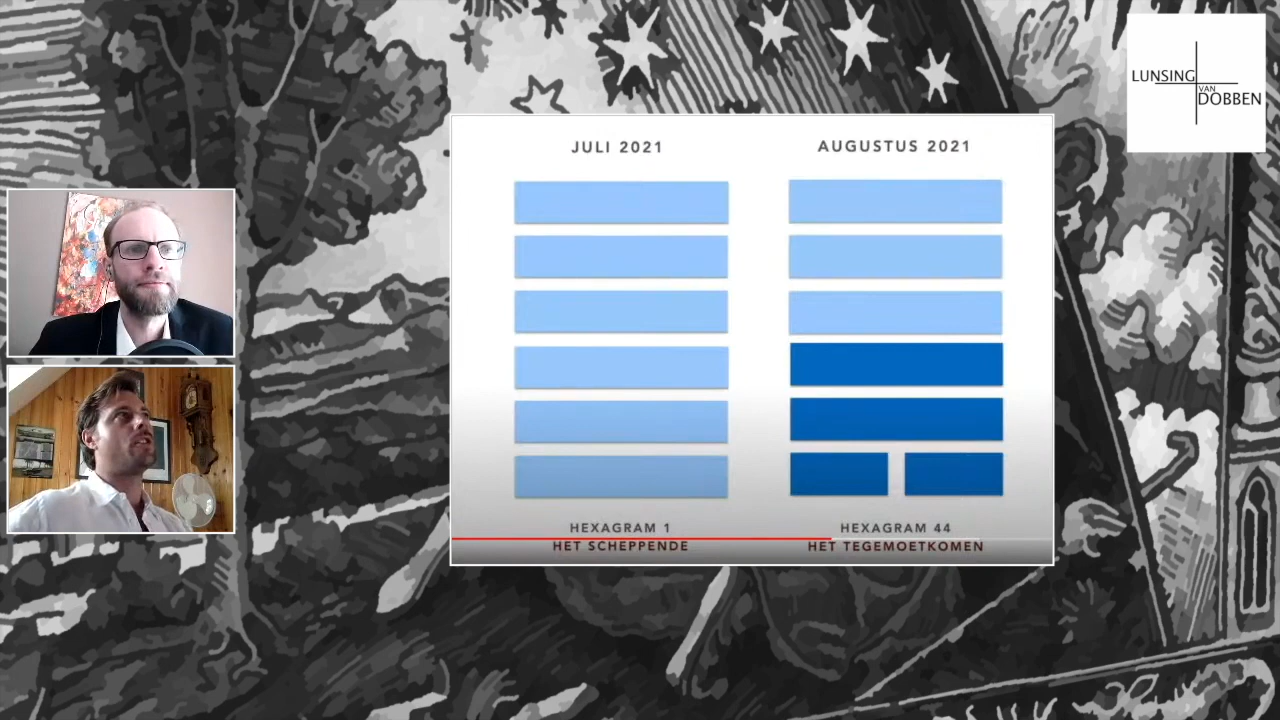 LUNSING
VAN
DOBBEN
JULI 2021
AUGUSTUS 2021
HEXAGRAM 1
HET SCHEPPENDE
HEXAGRAM 44
HET TEGEMOETKOMEN